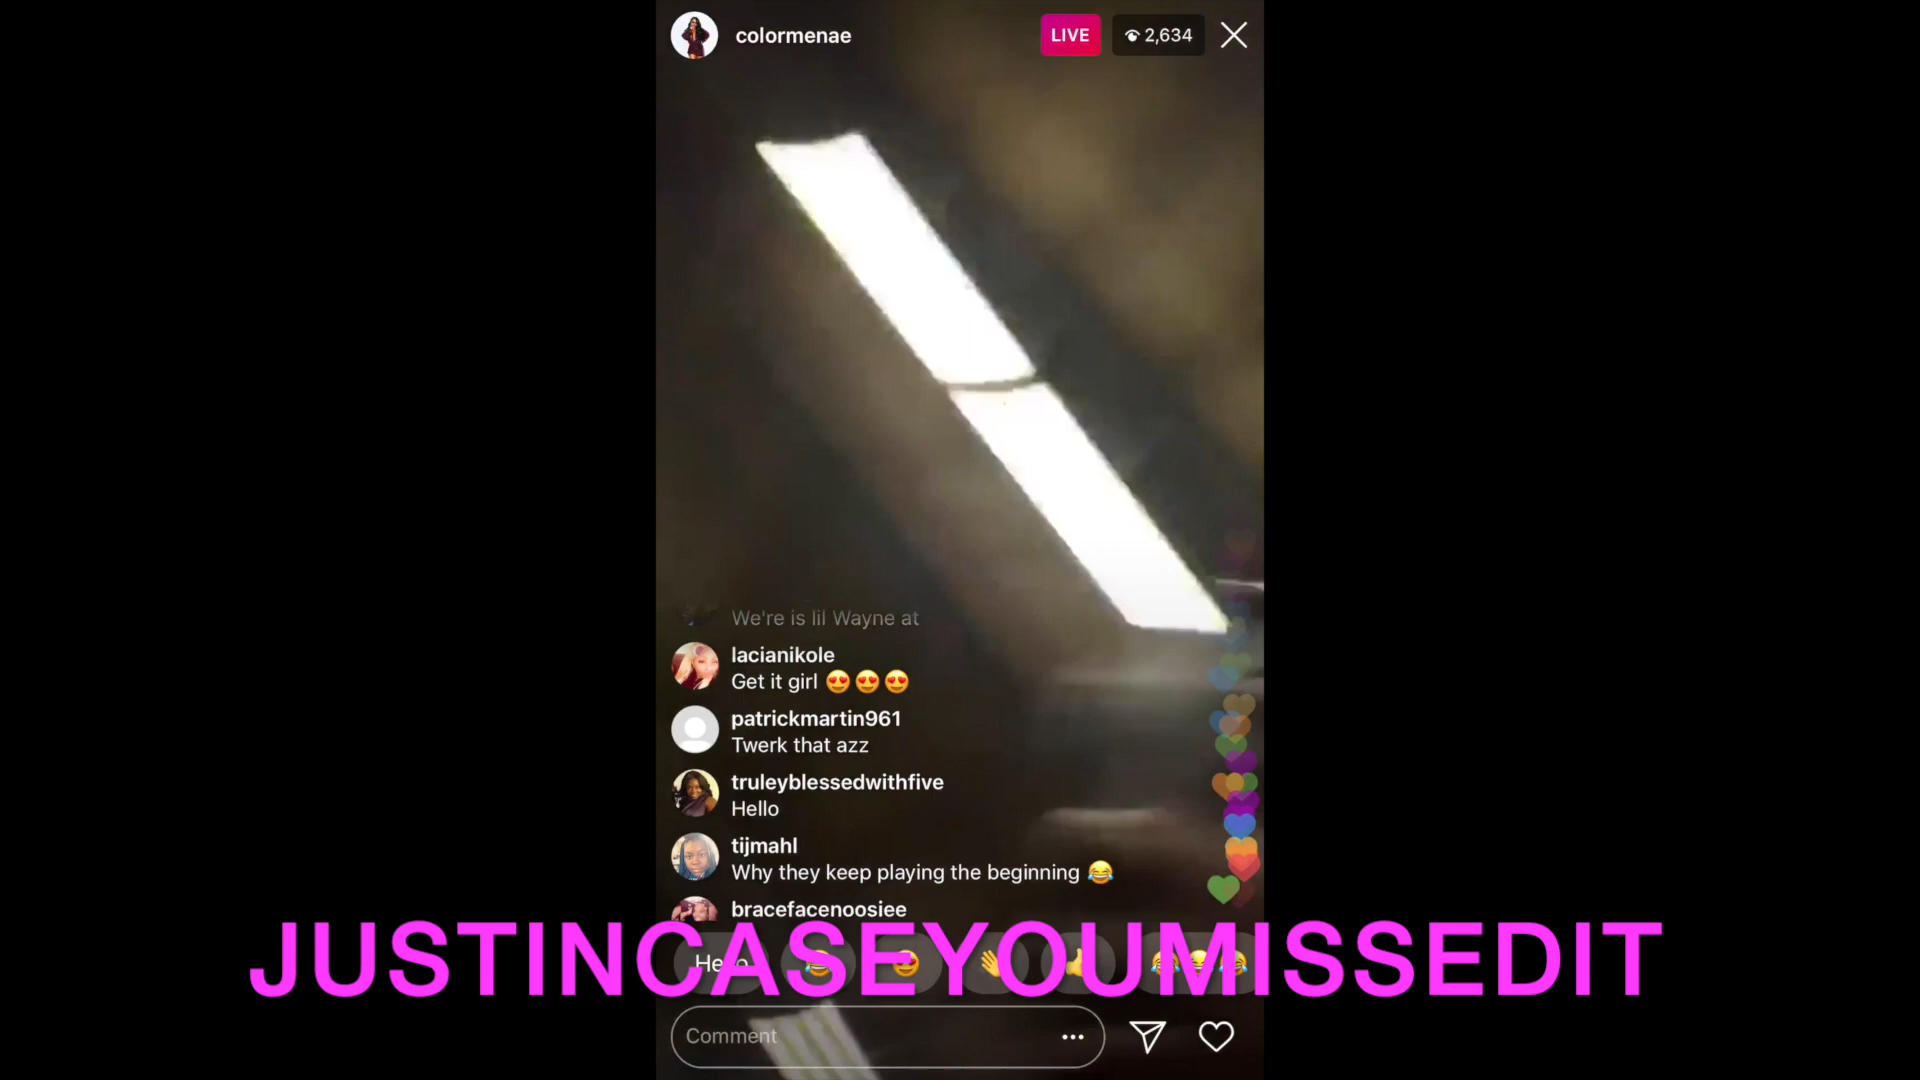 colormenae
LIVE
2,634
We're is lil Wayne at
lacianikole
Get it girl 😍😍😍
patrickmartin961
Twerk that azz
truleyblessedwithfive
Hello
tijmahl
Why they keep playing the beginning 😂
bracefacenoosiee
Hello 😂 😍 👋 👍 😂😂😂
JUSTINCASEYOUMISSEDIT
Comment